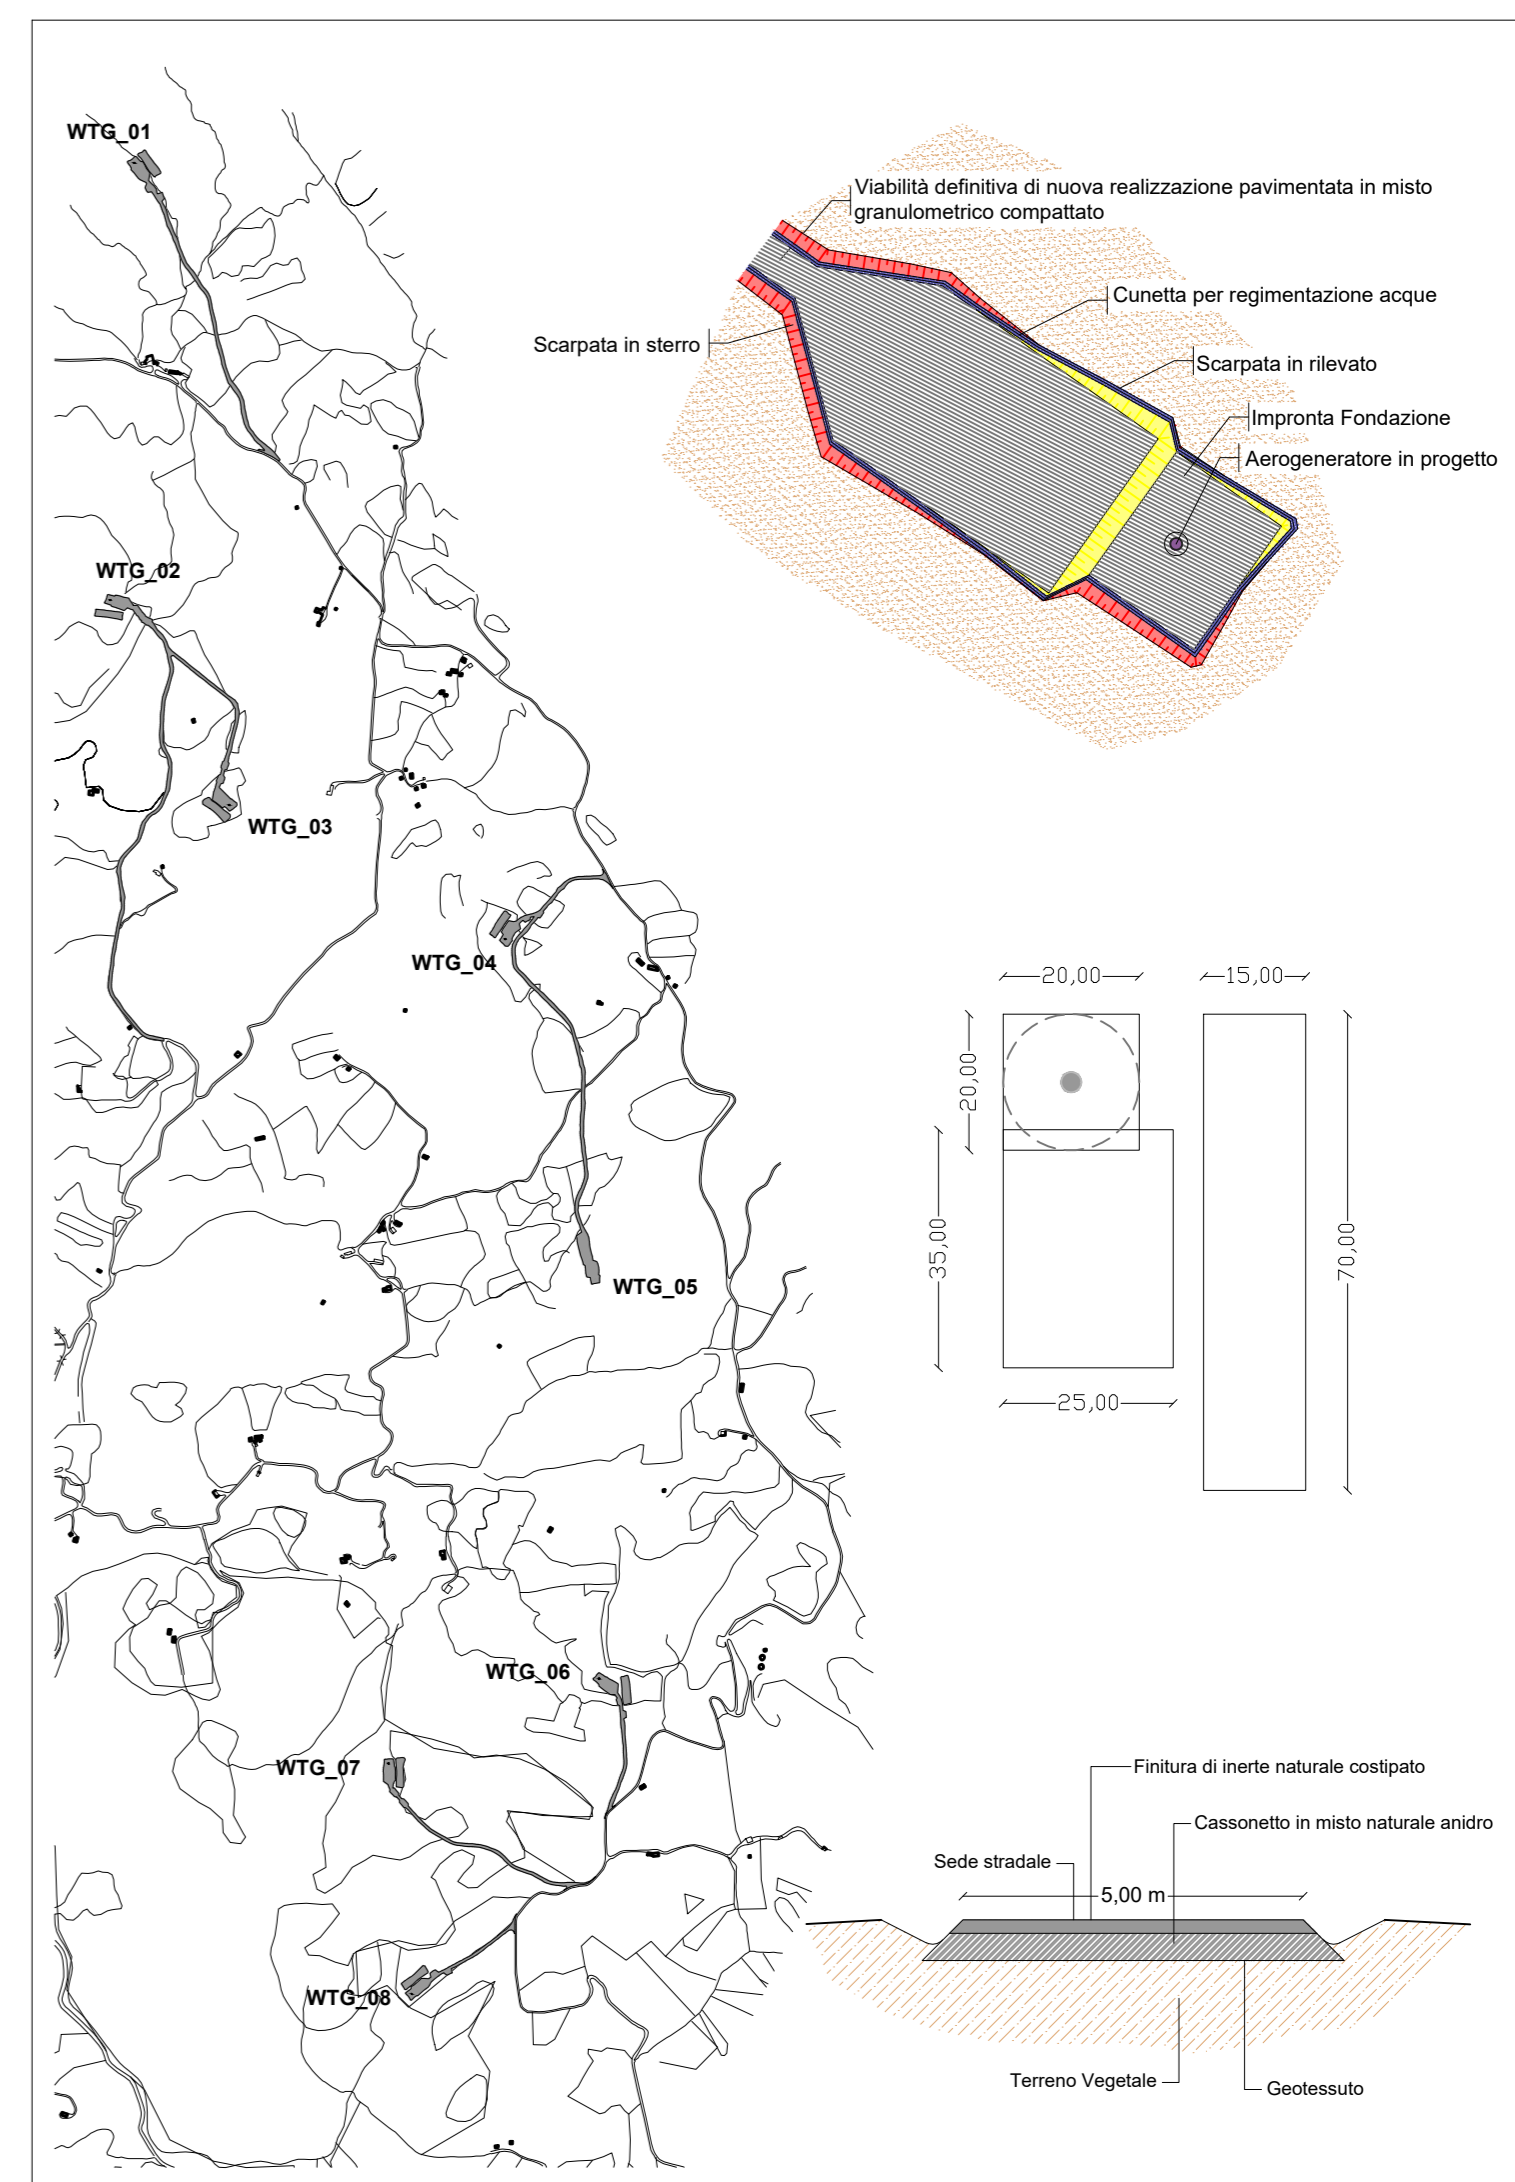 WTG_01
Viabilità definitiva di nuova realizzazione pavimentata in misto
granulometrico compattato
Cunetta per regimentazione acque
Scarpata in sterro
Scarpata in rilevato
Impronta Fondazione
Aerogeneratore in progetto
WTG_02
WTG_03
WTG_04
20,00
15,00
20,00
35,00
70,00
25,00
WTG_05
WTG_06
WTG_07
Finitura di inerte naturale costipato
Cassonetto in misto naturale anidro
Sede stradale
5,00 m
WTG_08
Terreno Vegetale
Geotessuto